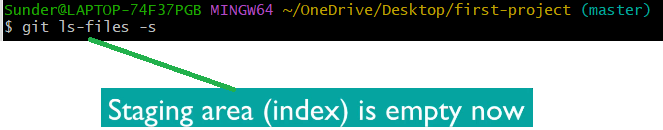 Sunder@LAPTOP-74F37PGB MINGW64 ~/OneDrive/Desktop/first-project (master)
$ git ls-files -s
Staging area (index) is empty now